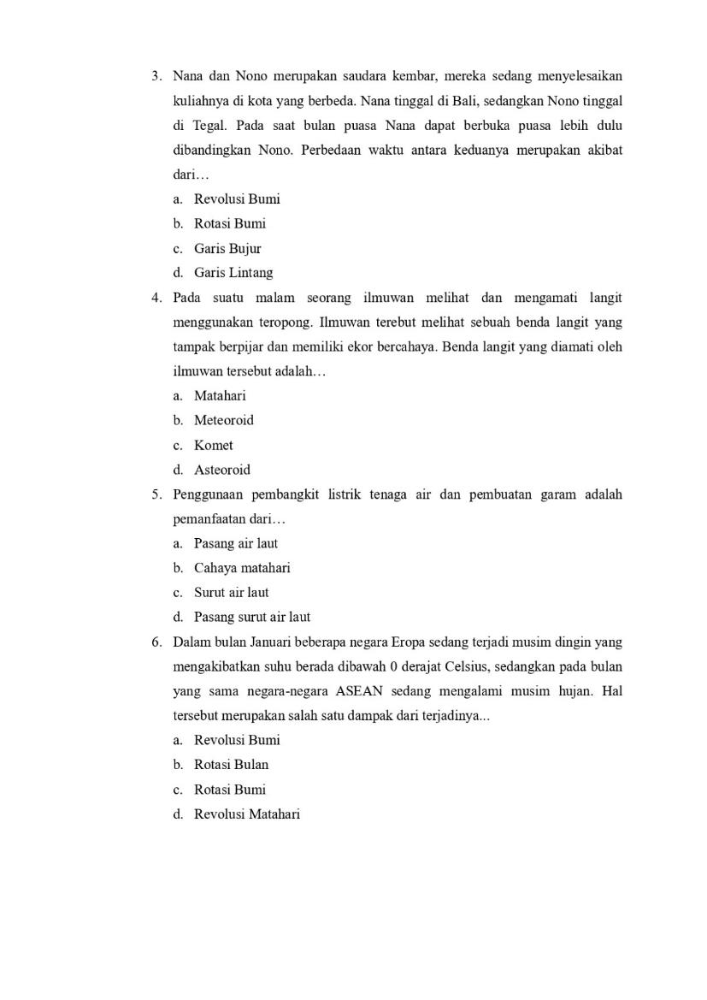 3. Nana dan Nono merupakan saudara kembar, mereka sedang menyelesaikan
kuliahnya di kota yang berbeda. Nana tinggal di Bali, sedangkan Nono tinggal
di Tegal. Pada saat bulan puasa Nana dapat berbuka puasa lebih dulu
dibandingkan Nono. Perbedaan waktu antara keduanya merupakan akibat
dari…
a. Revolusi Bumi
b. Rotasi Bumi
c. Garis Bujur
d. Garis Lintang
4. Pada suatu malam seorang ilmuwan melihat dan mengamati langit
menggunakan teropong. Ilmuwan terebut melihat sebuah benda langit yang
tampak berpijar dan memiliki ekor bercahaya. Benda langit yang diamati oleh
ilmuwan tersebut adalah…
a. Matahari
b. Meteoroid
c. Komet
d. Asteoroid
5. Penggunaan pembangkit listrik tenaga air dan pembuatan garam adalah
pemanfaatan dari…
a. Pasang air laut
b. Cahaya matahari
c. Surut air laut
d. Pasang surut air laut
6. Dalam bulan Januari beberapa negara Eropa sedang terjadi musim dingin yang
mengakibatkan suhu berada dibawah 0 derajat Celsius, sedangkan pada bulan
yang sama negara-negara ASEAN sedang mengalami musim hujan. Hal
tersebut merupakan salah satu dampak dari terjadinya...
a. Revolusi Bumi
b. Rotasi Bulan
c. Rotasi Bumi
d. Revolusi Matahari